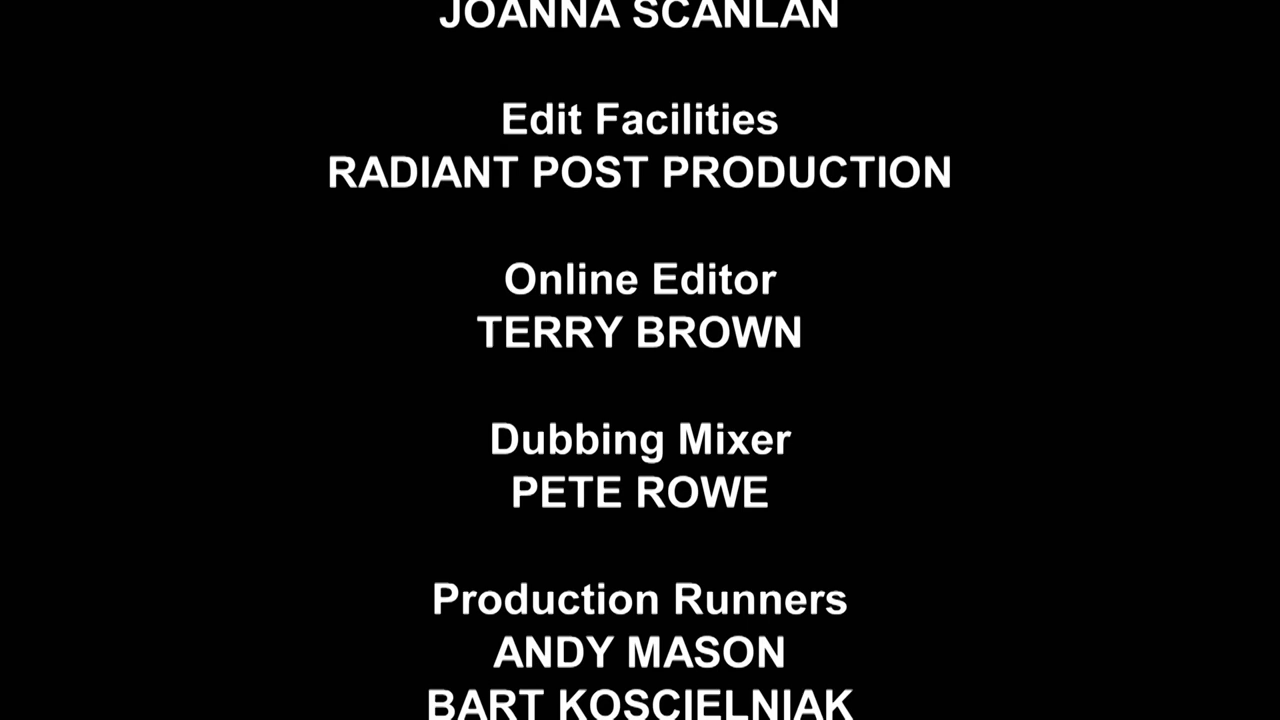 JOANNA SCANLAN
Edit Facilities
RADIANT POST PRODUCTION
Online Editor
TERRY BROWN
Dubbing Mixer
PETE ROWE
Production Runners
ANDY MASON
BART KOSCIELNIAK